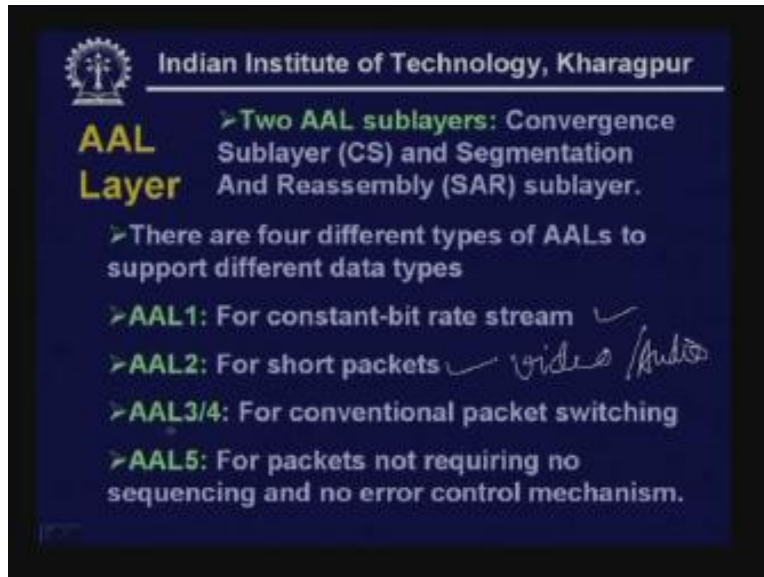 Indian Institute of Technology, Kharagpur
AAL
Layer
➢Two AAL sublayers: Convergence
Sublayer (CS) and Segmentation
And Reassembly (SAR) sublayer.
➢There are four different types of AALs to
support different data types
➢AAL1: For constant-bit rate stream
➢AAL2: For short packets video /Audio
➢AAL3/4: For conventional packet switching
➢AAL5: For packets not requiring no
sequencing and no error control mechanism.